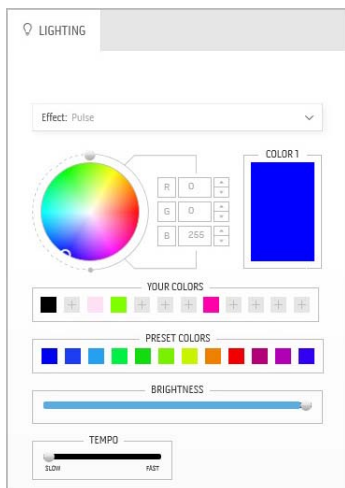 LIGHTING
Effect: Pulse
COLOR 1
R 0
G 0
B 255
YOUR COLORS
PRESET COLORS
BRIGHTNESS
TEMPO
SLOW FAST